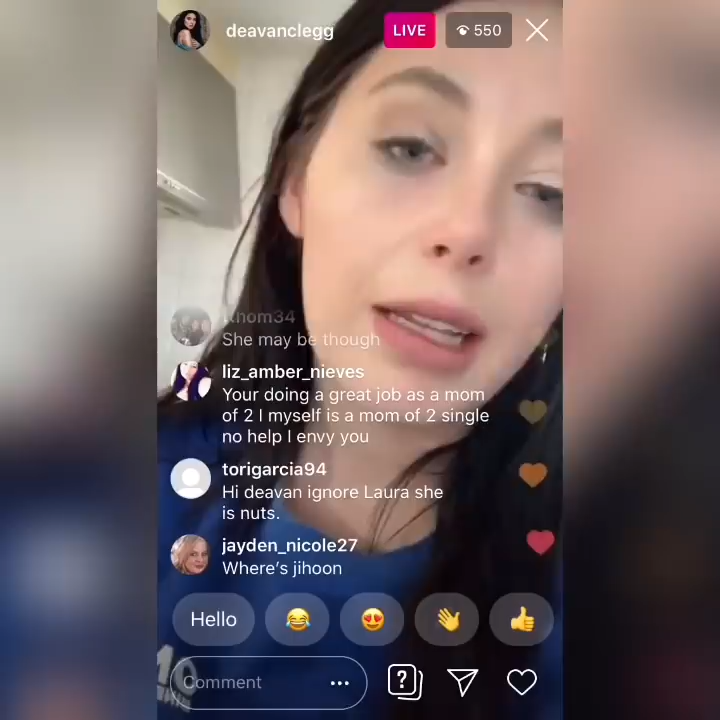 deavanclegg LIVE 550
hom34
She may be though
liz_amber_nieves
Your doing a great job as a mom
of 2 I myself is a mom of 2 single
no help I envy you
torigarcia94
Hi deavan ignore Laura she
is nuts.
jayden_nicole27
Where's jihoon
Hello
Comment